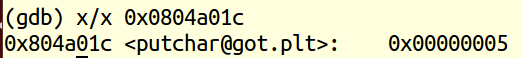 (gdb) x/x 0x0804a01c
0x804a01c <putchar@got.plt>: 0x00000005